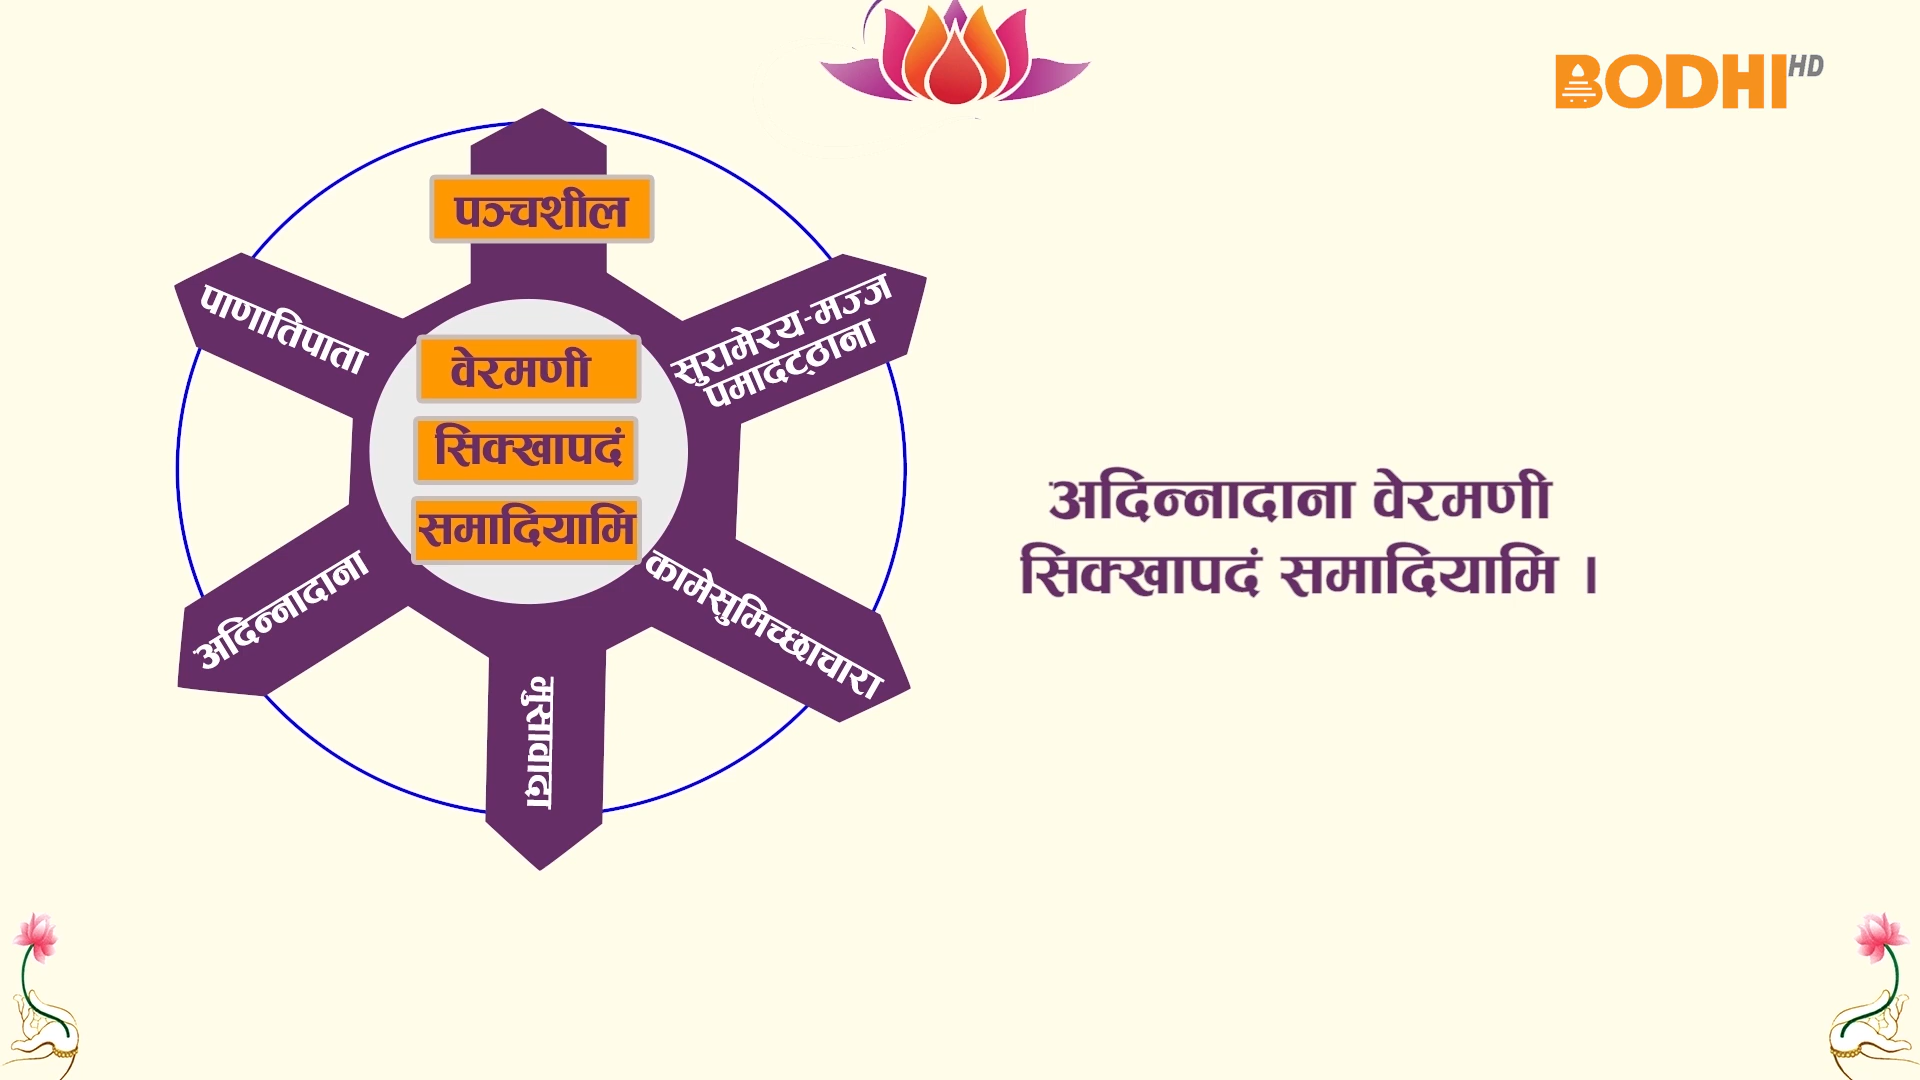 BODHI HD
पञ्चशील
पाणातिपाता
सुरामेरय-मज्ज
पमादट्ठाना
वेरमणी
सिक्खापदं
समादियामि
अदिन्नादाना
कामेसुमिच्छाचारा
मुसावादा
अदिन्नादाना वेरमणी
सिक्खापदं समादियामि ।